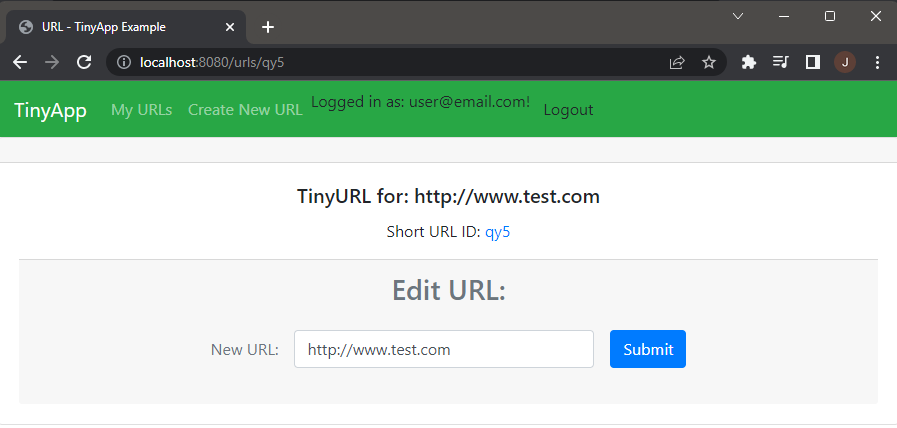 URL - TinyApp Example
localhost:8080/urls/qy5
J
TinyApp My URLs Create New URL Logged in as: user@email.com! Logout
TinyURL for: http://www.test.com
Short URL ID: qy5
Edit URL:
New URL: http://www.test.com Submit